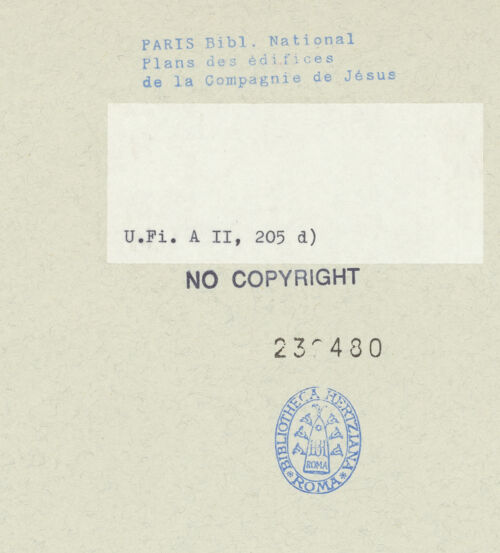 PARIS Bibl. National
Plans des édifices
de la Compagnie de Jésus
U.Fi. A II, 205 d)
NO COPYRIGHT
BIBLIOTHECA HERTZIANA
ROMA
ROMA